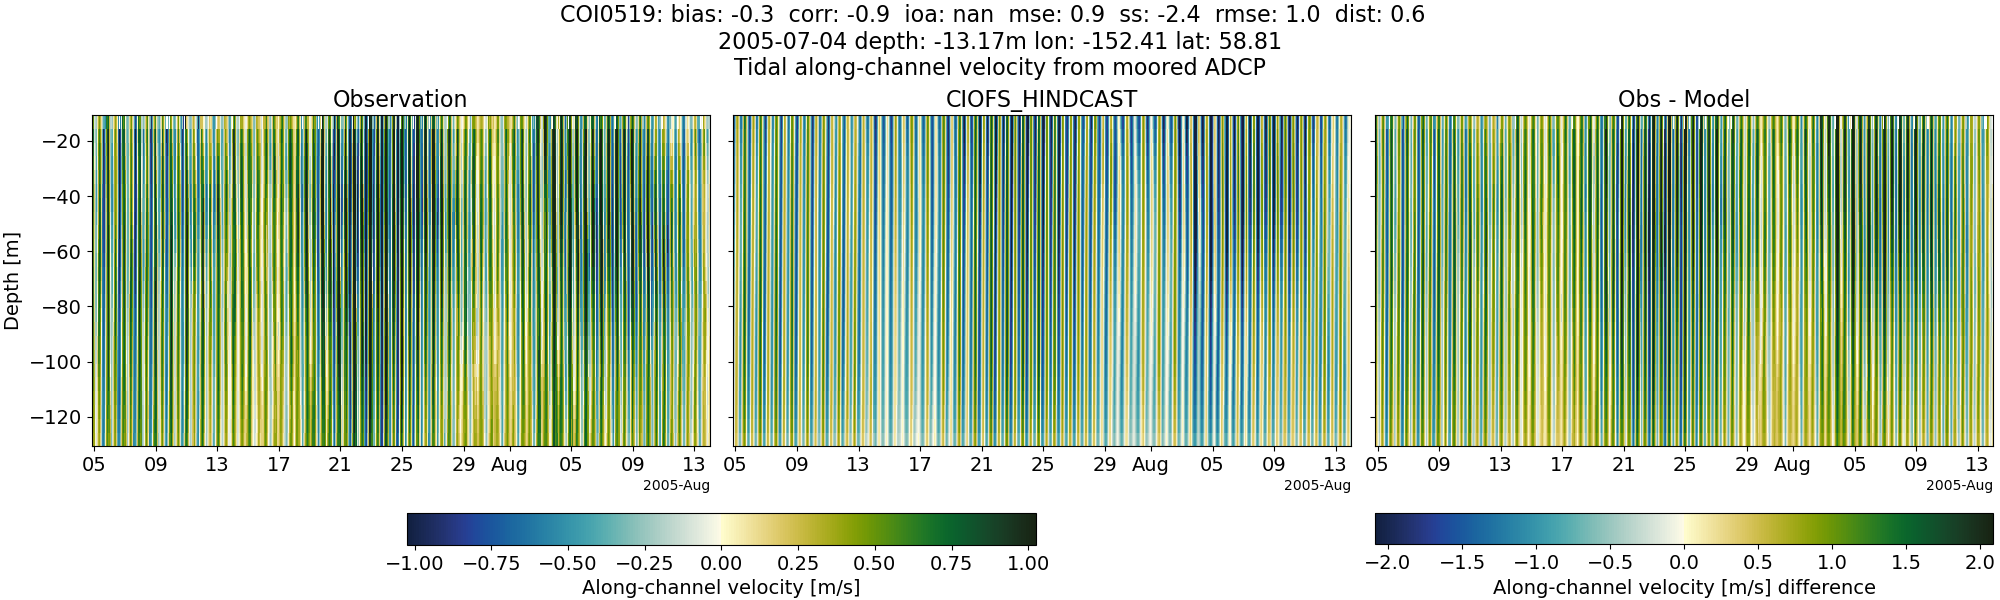 COI0519: bias: -0.3 corr: -0.9 ioa: nan mse: 0.9 ss: -2.4 rmse: 1.0 dist: 0.6
2005-07-04 depth: -13.17m lon: -152.41 lat: 58.81
Tidal along-channel velocity from moored ADCP
Observation
CIOFS_HINDCAST
Obs - Model
Depth [m]
−20
−40
−60
−80
−100
−120
05 09 13 17 21 25 29 Aug 05 09 13
2005-Aug
05 09 13 17 21 25 29 Aug 05 09 13
2005-Aug
05 09 13 17 21 25 29 Aug 05 09 13
2005-Aug
−1.00 −0.75 −0.50 −0.25 0.00 0.25 0.50 0.75 1.00
Along-channel velocity [m/s]
−2.0 −1.5 −1.0 −0.5 0.0 0.5 1.0 1.5 2.0
Along-channel velocity [m/s] difference